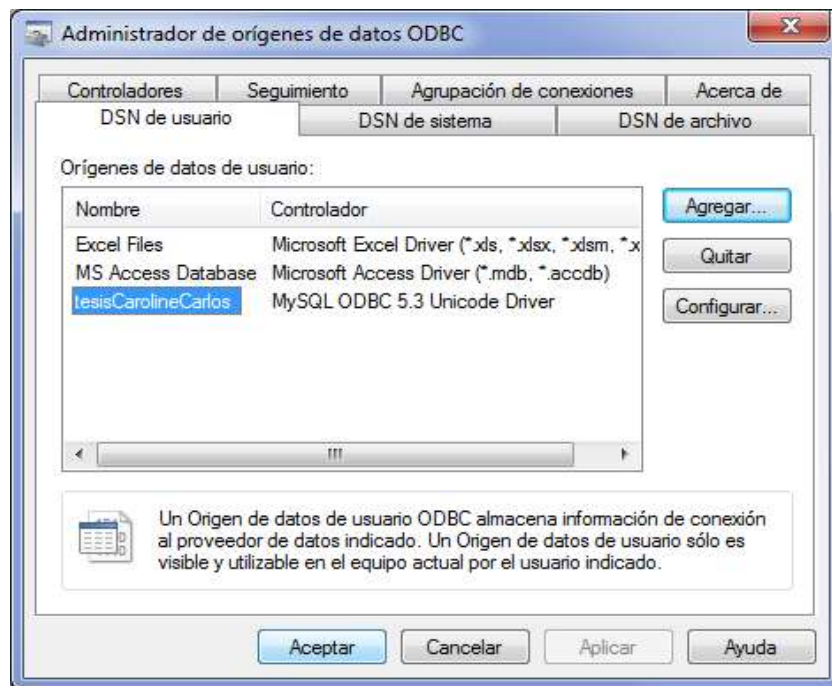 Administrador de orígenes de datos ODBC
Controladores Seguimiento Agrupación de conexiones Acerca de
DSN de usuario DSN de sistema DSN de archivo
Orígenes de datos de usuario:
Nombre Controlador
Excel Files Microsoft Excel Driver (*.xls, *.xlsx, *.xlsm, *.x
MS Access Database Microsoft Access Driver (*.mdb, *.accdb)
tesisCarolineCarlos MySQL ODBC 5.3 Unicode Driver
Agregar...
Quitar
Configurar...
Un Origen de datos de usuario ODBC almacena información de conexión
al proveedor de datos indicado. Un Origen de datos de usuario sólo es
visible y utilizable en el equipo actual por el usuario indicado.
Aceptar Cancelar Aplicar Ayuda